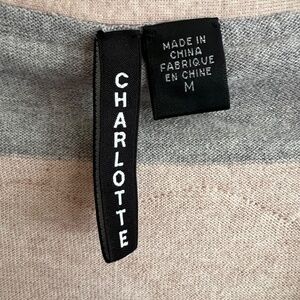 CHARLOTTE
MADE IN
CHINA
FABRIQUE
EN CHINE
M